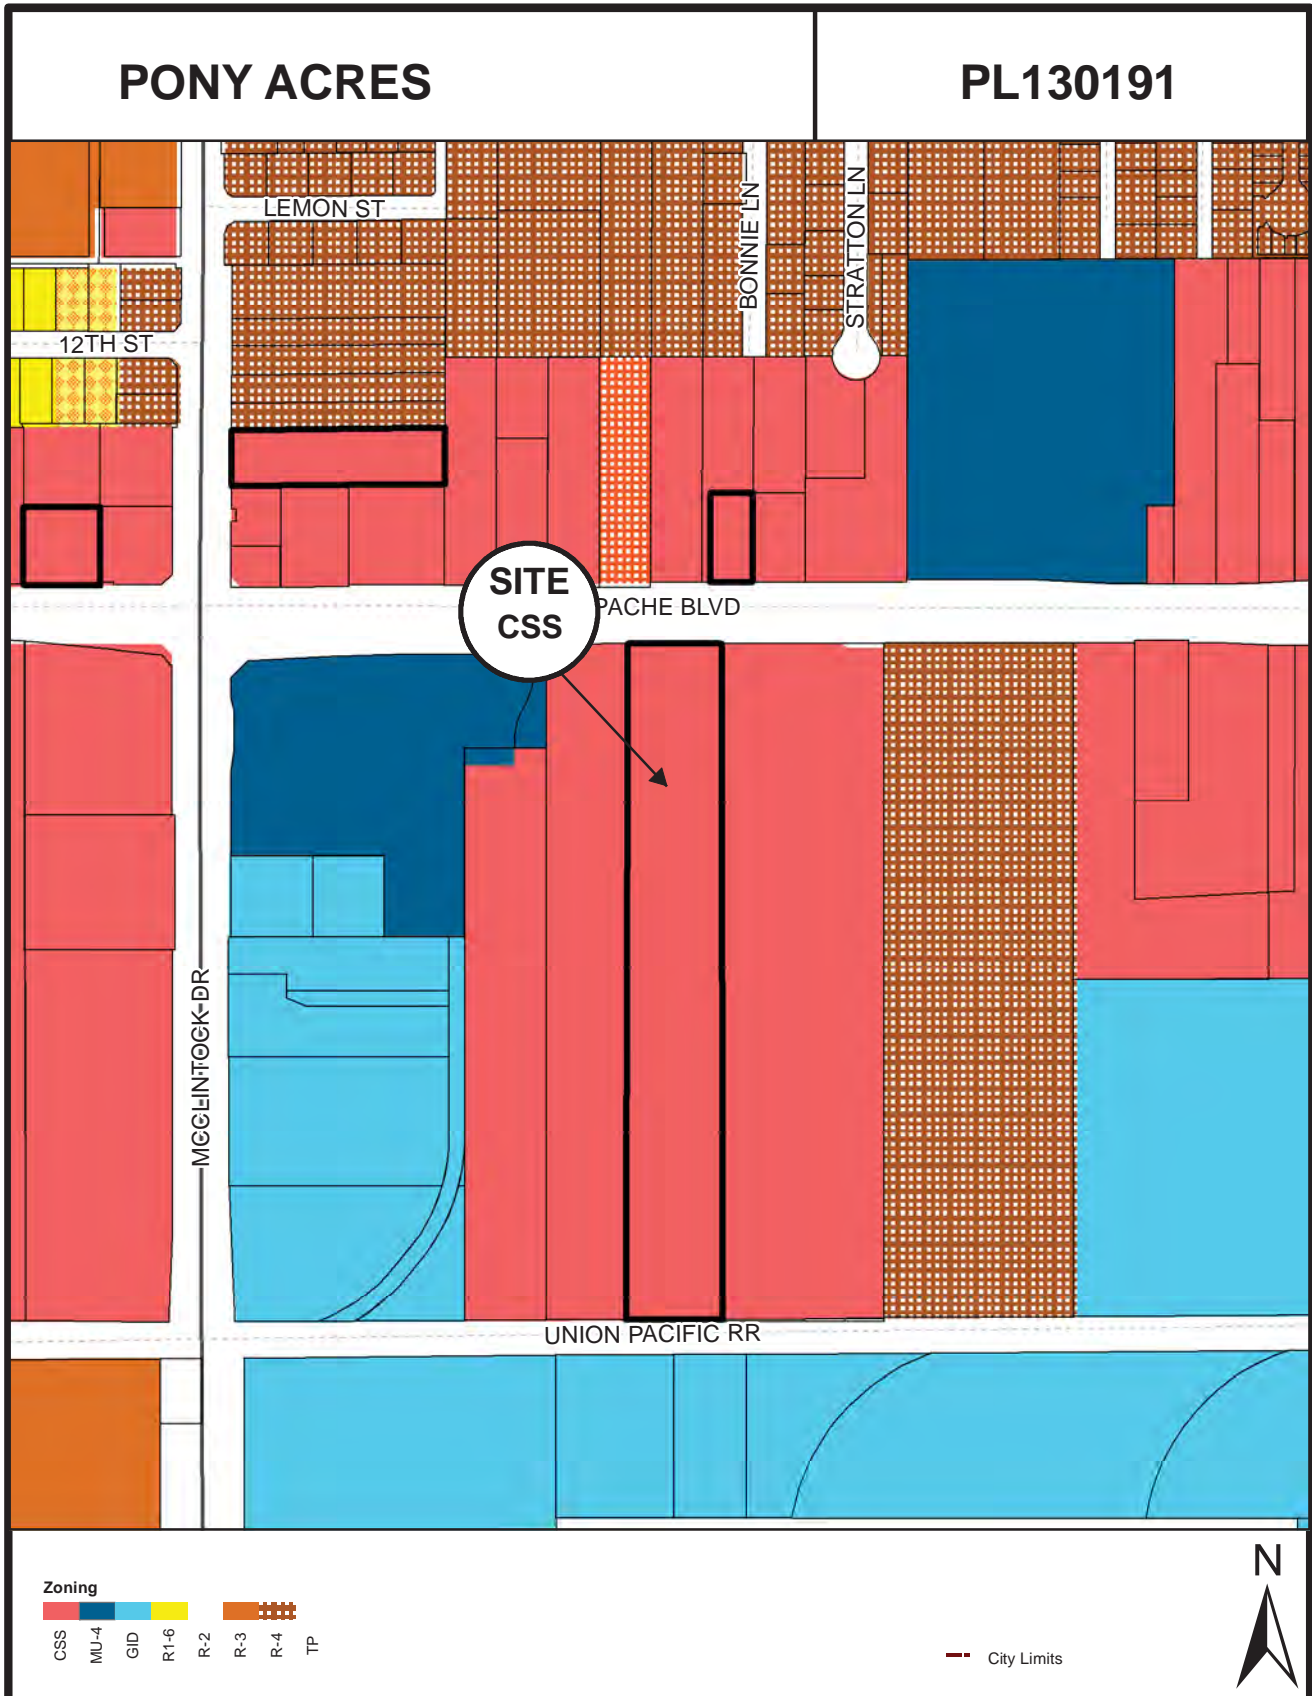 PONY ACRES
PL130191
LEMON ST
BONNIE LN
STRATTON LN
12TH ST
SITE
CSS
PACHE BLVD
MCCLINTOCK DR
UNION PACIFIC RR
Zoning
CSS
MU-4
GID
R1-6
R-2
R-3
R-4
TP
City Limits
N